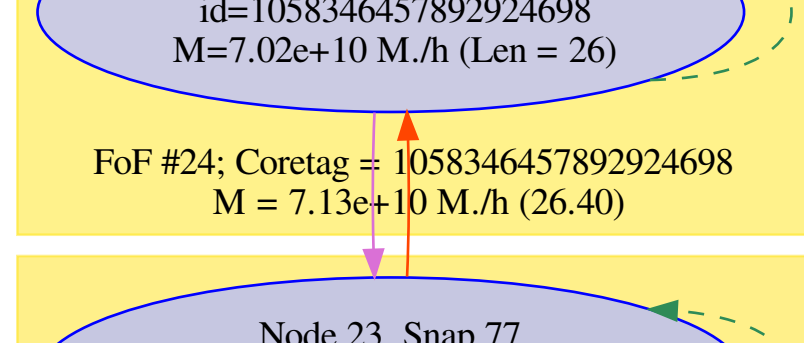 id=1058346457892924698
M=7.02e+10 M./h (Len = 26)
FoF #24; Coretag = 1058346457892924698
M = 7.13e+10 M./h (26.40)
Node 23, Snap 77